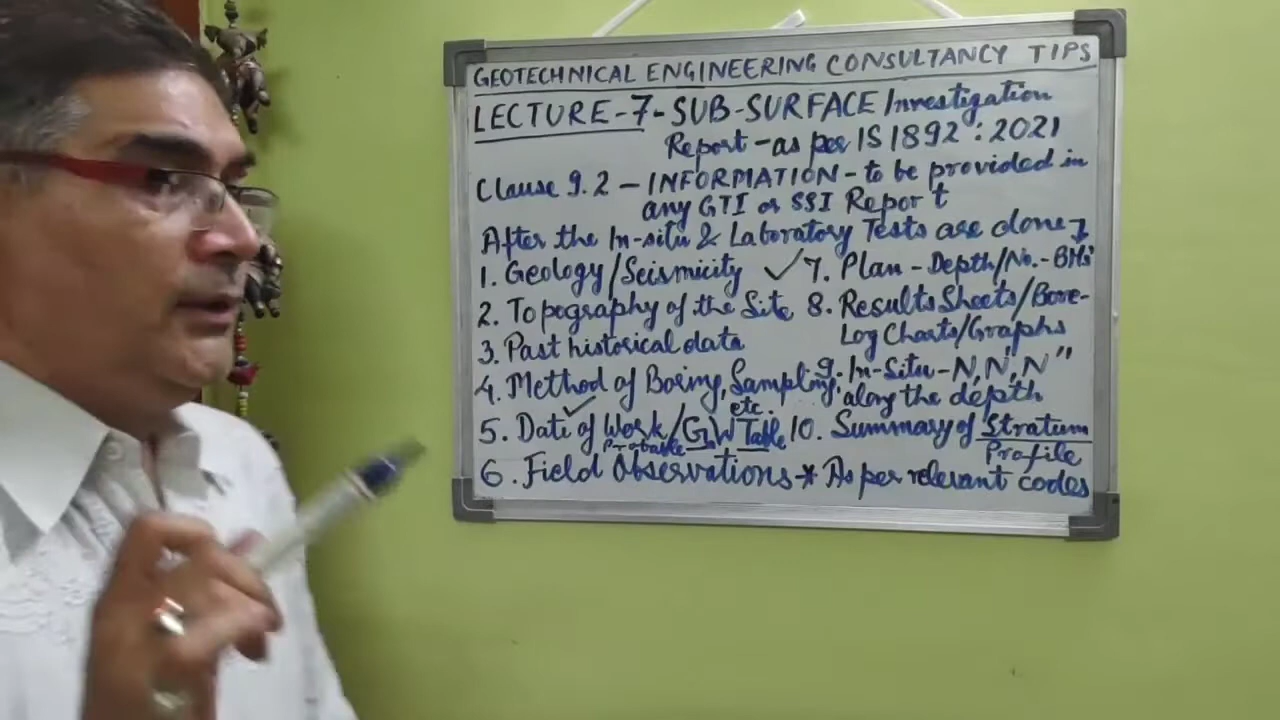 GEOTECHNICAL ENGINEERING CONSULTANCY TIPS
LECTURE-7-SUB-SURFACE Investigation
Report-as per IS 1892:2021
Clause 9.2 - INFORMATION - to be provided in
any GTI or SSI Report
After the In-situ & Laboratory Tests are done
1. Geology/Seismicity ✓
2. Topography of the Site
3. Past historical data
4. Method of Boring, Sampling,
etc.
5. Date of Work/G.W Table
Probable
6. Field Observations
7. Plan - Depth/No.-BHs'
8. Results Sheets/Bore-
Log Charts/Graphs
9. In-Situ-N, N', N"
along the depth
10. Summary of Stratum
Profile
* As per relevant codes